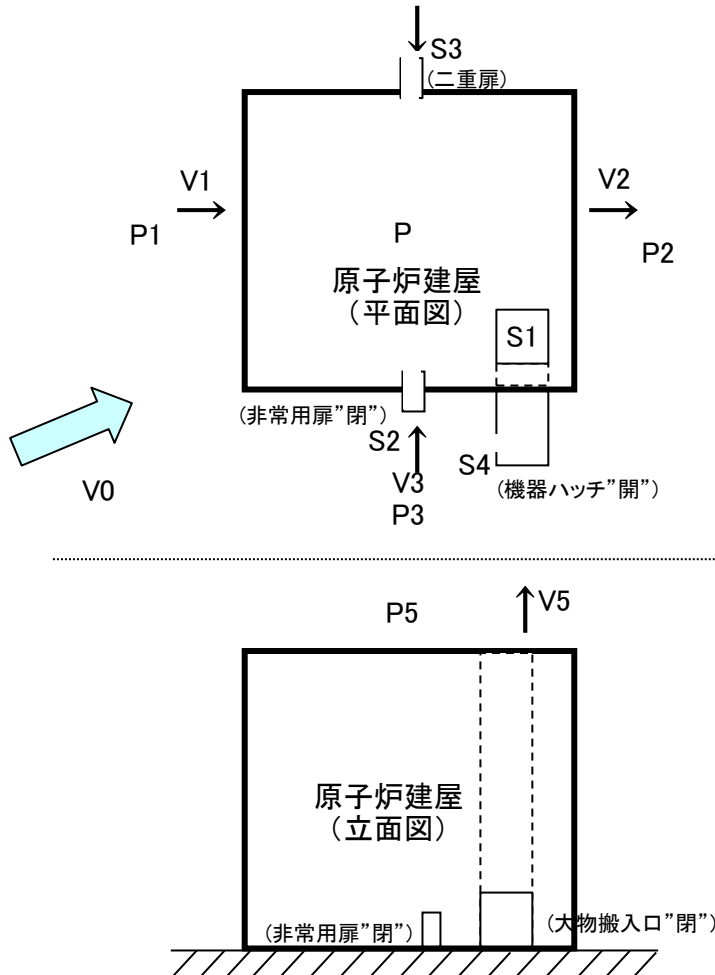 S3
(二重扉)
V1
V2
P1
P
P2
原子炉建屋
(平面図)
S1
(非常用扉”閉”)
S2
S4
V3
(機器ハッチ”開”)
V0
P3
P5
V5
原子炉建屋
(立面図)
(非常用扉”閉”)
(大物搬入口”閉”)